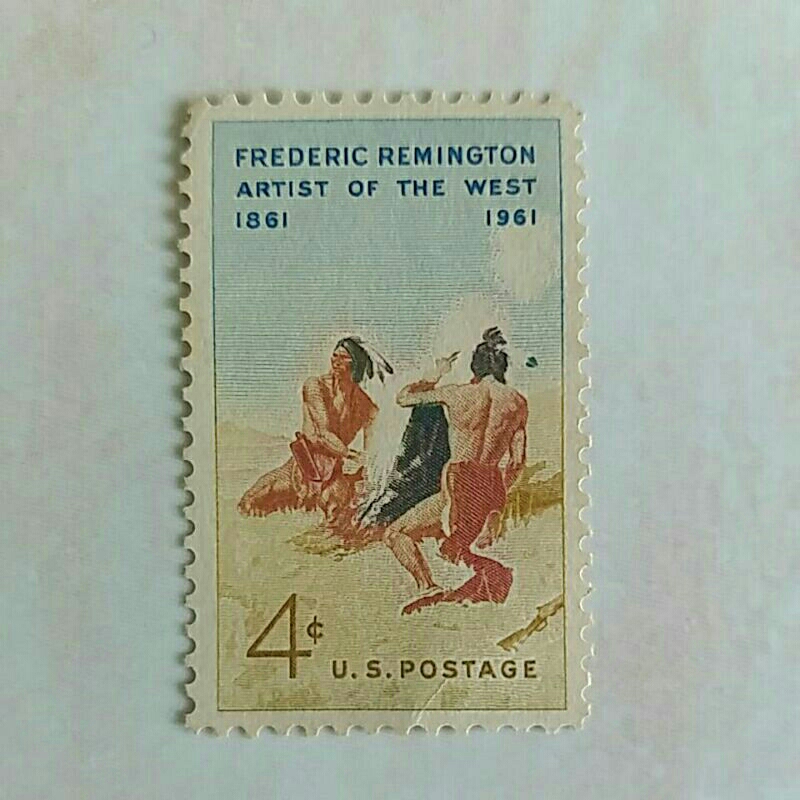 FREDERIC REMINGTON
ARTIST OF THE WEST
1861 1961
4¢
U.S. POSTAGE